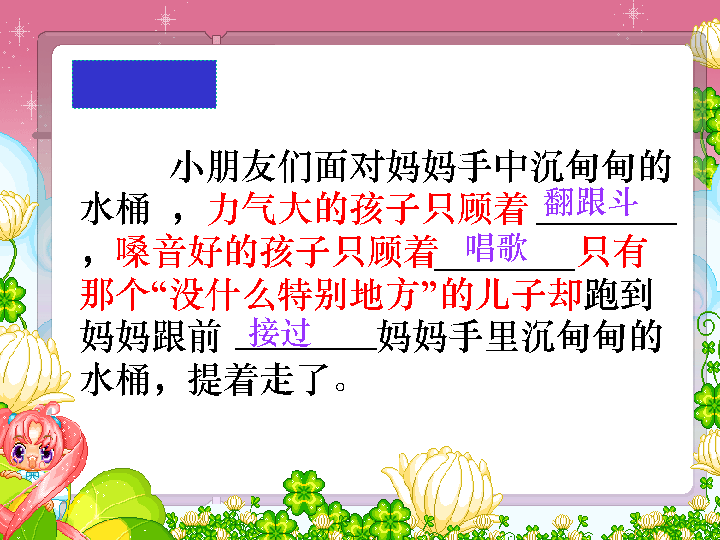 小朋友们面对妈妈手中沉甸甸的
水桶 ，力气大的孩子只顾着 翻跟斗
，嗓音好的孩子只顾着 唱歌 只有
那个“没什么特别地方”的儿子却跑到
妈妈跟前 接过 妈妈手里沉甸甸的
水桶，提着走了。